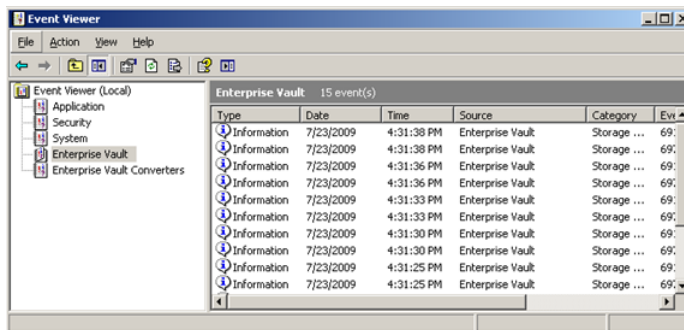 Event Viewer
File Action View Help
Event Viewer (Local)
Application
Security
System
Enterprise Vault
Enterprise Vault Converters
Enterprise Vault 15 event(s)
Type Date Time Source Category Eve
Information 7/23/2009 4:31:38 PM Enterprise Vault Storage ...
Information 7/23/2009 4:31:38 PM Enterprise Vault Storage ...
Information 7/23/2009 4:31:36 PM Enterprise Vault Storage ...
Information 7/23/2009 4:31:36 PM Enterprise Vault Storage ...
Information 7/23/2009 4:31:33 PM Enterprise Vault Storage ...
Information 7/23/2009 4:31:33 PM Enterprise Vault Storage ...
Information 7/23/2009 4:31:30 PM Enterprise Vault Storage ...
Information 7/23/2009 4:31:30 PM Enterprise Vault Storage ...
Information 7/23/2009 4:31:25 PM Enterprise Vault Storage ...
Information 7/23/2009 4:31:25 PM Enterprise Vault Storage ...